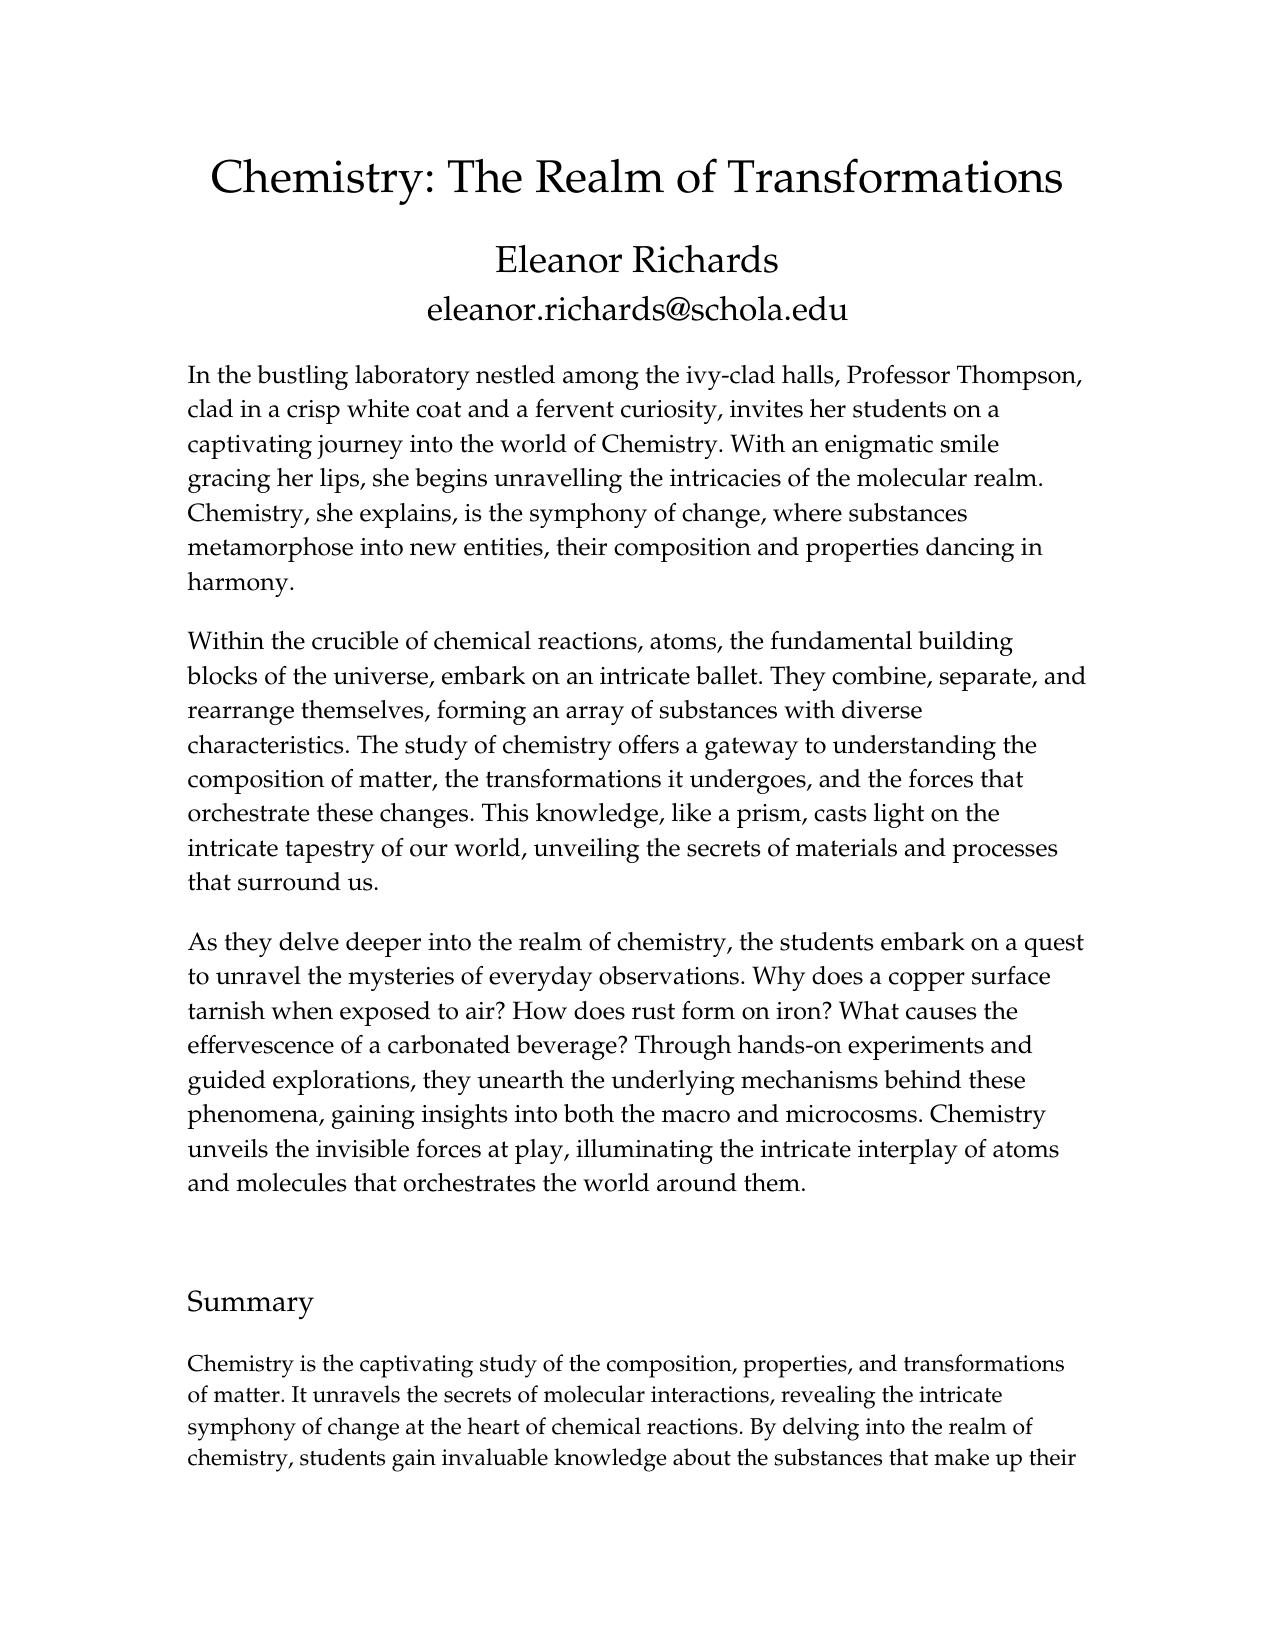 Chemistry: The Realm of Transformations
Eleanor Richards
eleanor.richards@schola.edu
In the bustling laboratory nestled among the ivy-clad halls, Professor Thompson,
clad in a crisp white coat and a fervent curiosity, invites her students on a
captivating journey into the world of Chemistry. With an enigmatic smile
gracing her lips, she begins unravelling the intricacies of the molecular realm.
Chemistry, she explains, is the symphony of change, where substances
metamorphose into new entities, their composition and properties dancing in
harmony.
Within the crucible of chemical reactions, atoms, the fundamental building
blocks of the universe, embark on an intricate ballet. They combine, separate, and
rearrange themselves, forming an array of substances with diverse
characteristics. The study of chemistry offers a gateway to understanding the
composition of matter, the transformations it undergoes, and the forces that
orchestrate these changes. This knowledge, like a prism, casts light on the
intricate tapestry of our world, unveiling the secrets of materials and processes
that surround us.
As they delve deeper into the realm of chemistry, the students embark on a quest
to unravel the mysteries of everyday observations. Why does a copper surface
tarnish when exposed to air? How does rust form on iron? What causes the
effervescence of a carbonated beverage? Through hands-on experiments and
guided explorations, they unearth the underlying mechanisms behind these
phenomena, gaining insights into both the macro and microcosms. Chemistry
unveils the invisible forces at play, illuminating the intricate interplay of atoms
and molecules that orchestrates the world around them.
Summary
Chemistry is the captivating study of the composition, properties, and transformations
of matter. It unravels the secrets of molecular interactions, revealing the intricate
symphony of change at the heart of chemical reactions. By delving into the realm of
chemistry, students gain invaluable knowledge about the substances that make up their